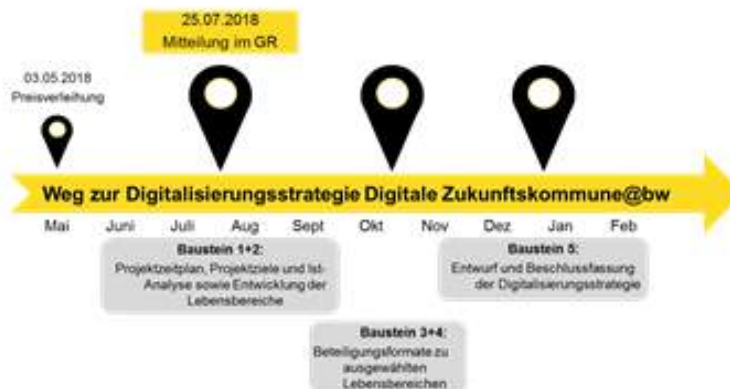 25.07.2018
Mitteilung im GR
03.05.2018
Preisverleihung
Weg zur Digitalisierungsstrategie Digitale Zukunftskommune@bw
Mai Juni Juli Aug Sept Okt Nov Dez Jan Feb
Baustein 1+2:
Projektzeitplan, Projektziele und Ist-
Analyse sowie Entwicklung der
Lebensbereiche
Baustein 5:
Entwurf und Beschlussfassung
der Digitalisierungsstrategie
Baustein 3+4:
Beteiligungsformate zu
ausgewählten
Lebensbereichen